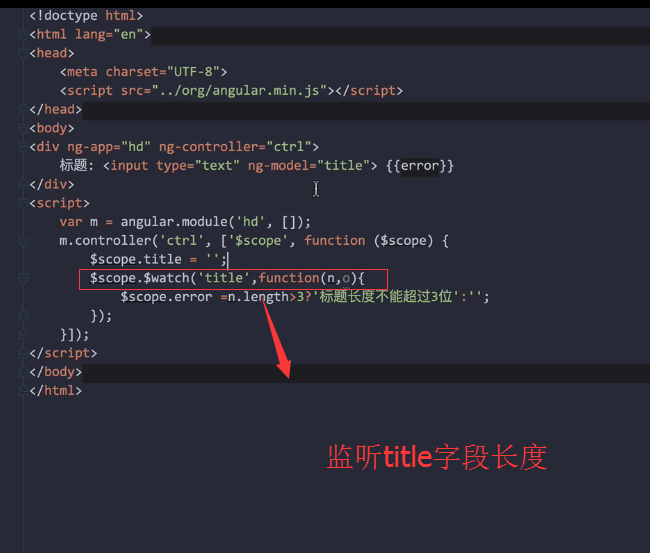 <!doctype html>
<html lang="en">
<head>
    <meta charset="UTF-8">
    <script src="../org/angular.min.js"></script>
</head>
<body>
<div ng-app="hd" ng-controller="ctrl">
    标题: <input type="text" ng-model="title"> {{error}}
</div>
<script>
    var m = angular.module('hd', []);
    m.controller('ctrl', ['$scope', function ($scope) {
        $scope.title = '';
        $scope.$watch('title',function(n,o){
            $scope.error =n.length>3?'标题长度不能超过3位':'';
        });
    }]);
</script>
</body>
</html>
监听title字段长度